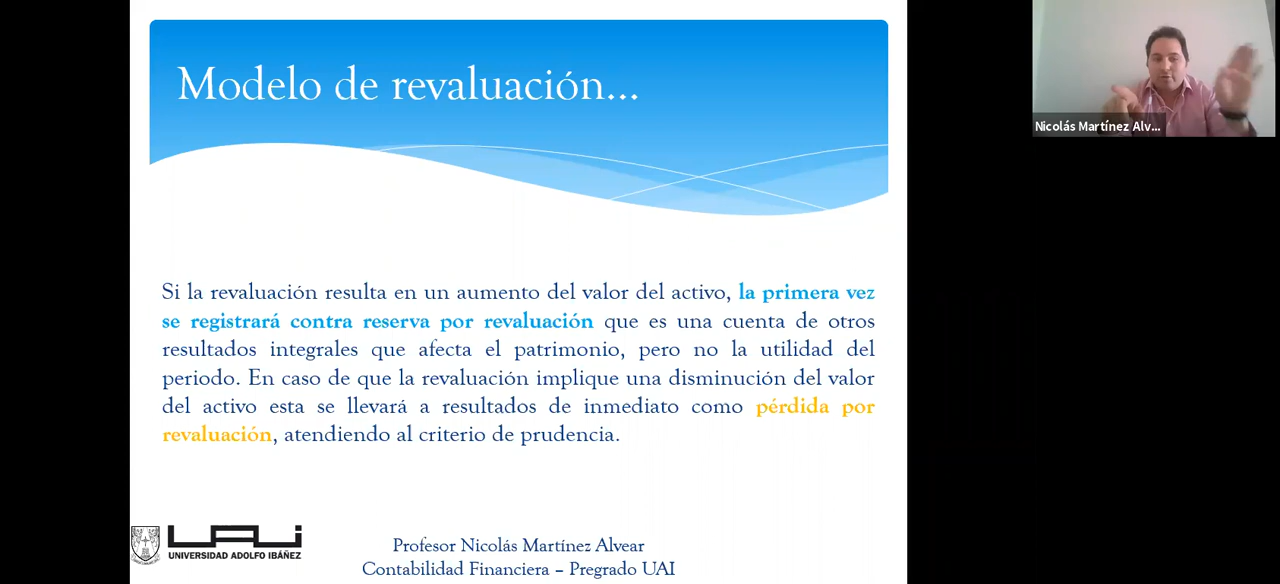 Modelo de revaluación...
Nicolás Martínez Alv...
Si la revaluación resulta en un aumento del valor del activo, la primera vez
se registrará contra reserva por revaluación que es una cuenta de otros
resultados integrales que afecta el patrimonio, pero no la utilidad del
periodo. En caso de que la revaluación implique una disminución del valor
del activo esta se llevará a resultados de inmediato como pérdida por
revaluación, atendiendo al criterio de prudencia.
UAI
UNIVERSIDAD ADOLFO IBÁÑEZ
Profesor Nicolás Martínez Alvear
Contabilidad Financiera – Pregrado UAI